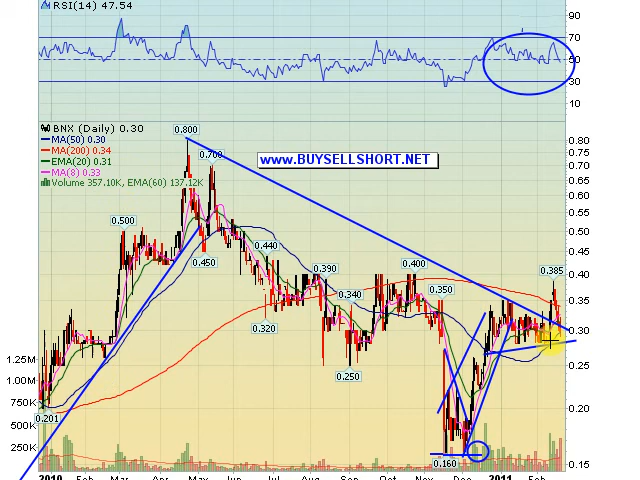 RSI(14) 47.54
90
70
50
30
10
BNX (Daily) 0.30
MA(50) 0.30
MA(200) 0.34
EMA(20) 0.31
MA(8) 0.33
Volume 357.10K, EMA(60) 137.12K
www.BUYSELLSHORT.NET
0.800
0.700
0.500
0.450
0.440
0.320
0.390
0.340
0.250
0.400
0.350
0.385
0.201
0.160
0.80
0.75
0.70
0.65
0.60
0.55
0.50
0.45
0.40
0.35
0.30
0.25
0.20
0.15
1.25M
1.00M
750K
500K
250K
2010 Feb Mar Apr May Jun Jul Aug Sep Oct Nov Dec 2011 Feb